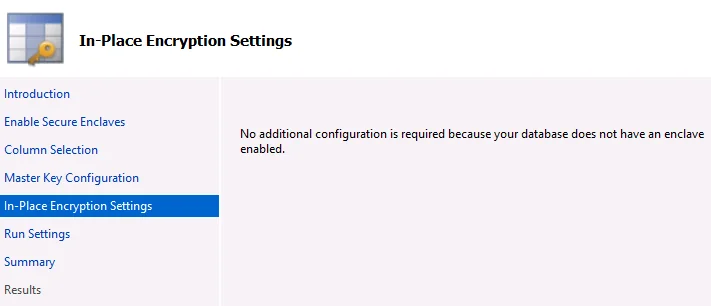 In-Place Encryption Settings
Introduction
Enable Secure Enclaves
Column Selection
Master Key Configuration
In-Place Encryption Settings
Run Settings
Summary
Results
No additional configuration is required because your database does not have an enclave
enabled.